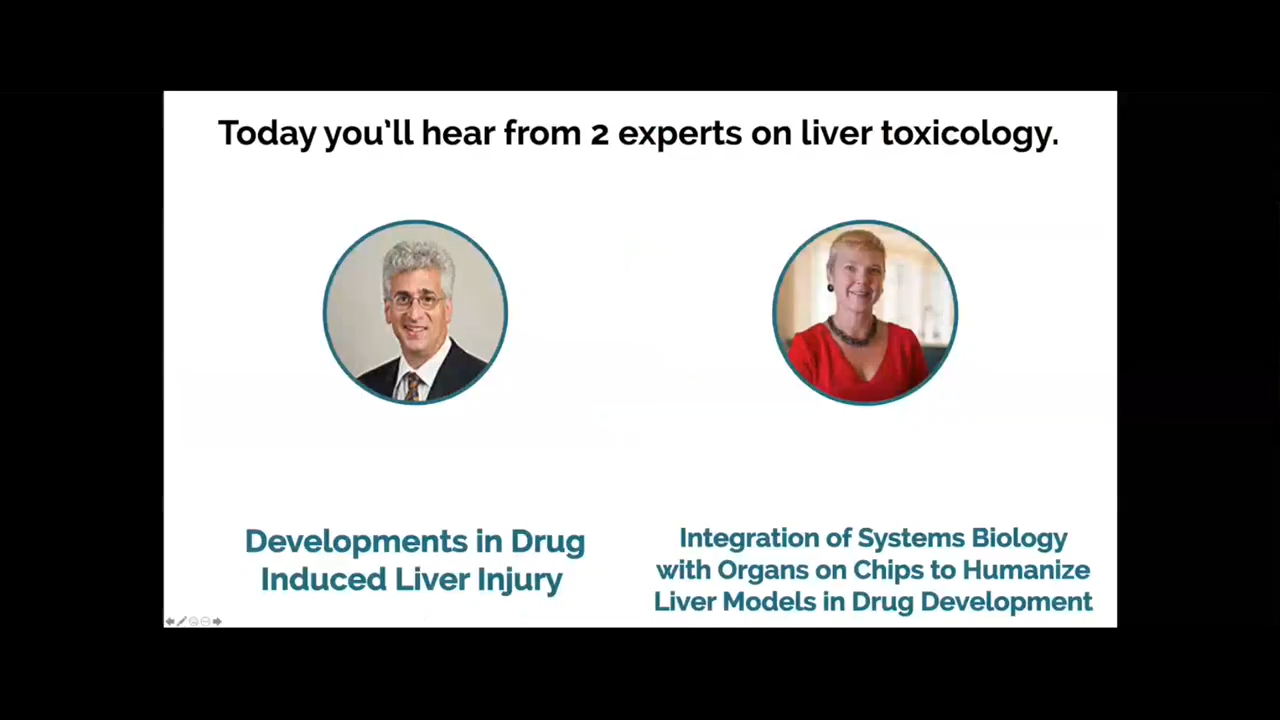 Today you’ll hear from 2 experts on liver toxicology.
Developments in Drug
Induced Liver Injury
Integration of Systems Biology
with Organs on Chips to Humanize
Liver Models in Drug Development